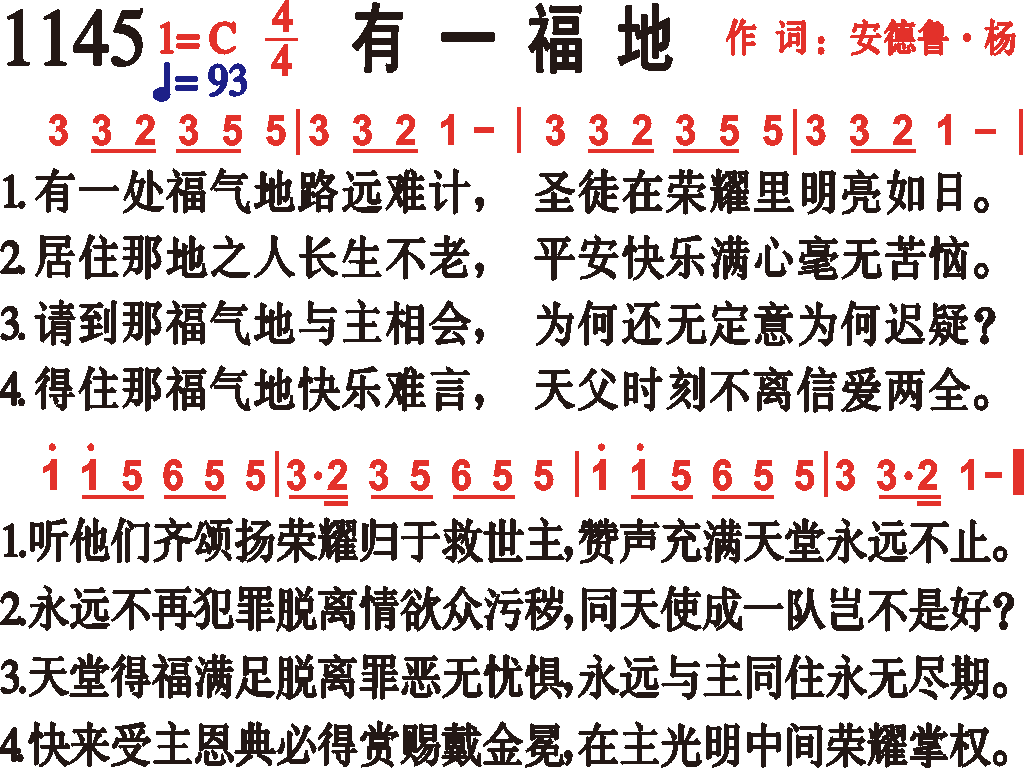 1145 1=C 4/4 有一福地 作词：安德鲁·杨
♩=93
3 3 2 3 5 5 | 3 3 2 1 － | 3 3 2 3 5 5 | 3 3 2 1 － |
1.有一处福气地路远难计， 圣徒在荣耀里明亮如日。
2.居住那地之人长生不老， 平安快乐满心毫无苦恼。
3.请到那福气地与主相会， 为何还无定意为何迟疑？
4.得住那福气地快乐难言， 天父时刻不离信爱两全。
i i 5 6 5 5 | 3·2 3 5 6 5 5 | i i 5 6 5 5 | 3 3·2 1－
1.听他们齐颂扬荣耀归于救世主,赞声充满天堂永远不止。
2.永远不再犯罪脱离情欲众污秽,同天使成一队岂不是好？
3.天堂得福满足脱离罪恶无忧惧,永远与主同住永无尽期。
4.快来受主恩典必得赏赐戴金冕,在主光明中间荣耀掌权。